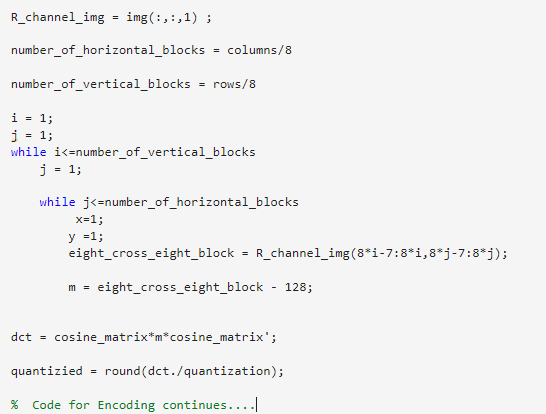 R_channel_img = img(:,:,1) ;
number_of_horizontal_blocks = columns/8
number_of_vertical_blocks = rows/8
i = 1;
j = 1;
while i<=number_of_vertical_blocks
j = 1;
while j<=number_of_horizontal_blocks
x=1;
y =1;
eight_cross_eight_block = R_channel_img(8*i-7:8*i,8*j-7:8*j);
m = eight_cross_eight_block - 128;
dct = cosine_matrix*m*cosine_matrix';
quantizied = round(dct./quantization);
%  Code for Encoding continues....